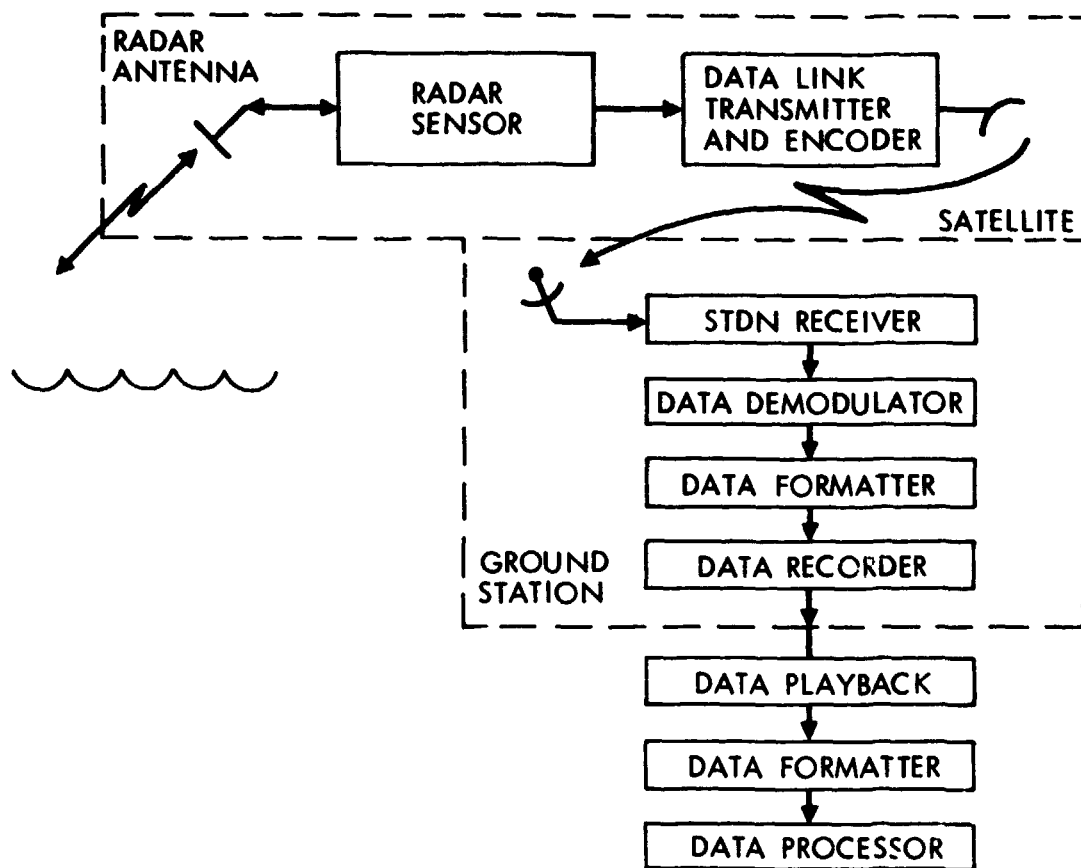 RADAR
ANTENNA
RADAR
SENSOR
DATA LINK
TRANSMITTER
AND ENCODER
SATELLITE
STDN RECEIVER
DATA DEMODULATOR
DATA FORMATTER
DATA RECORDER
GROUND
STATION
DATA PLAYBACK
DATA FORMATTER
DATA PROCESSOR